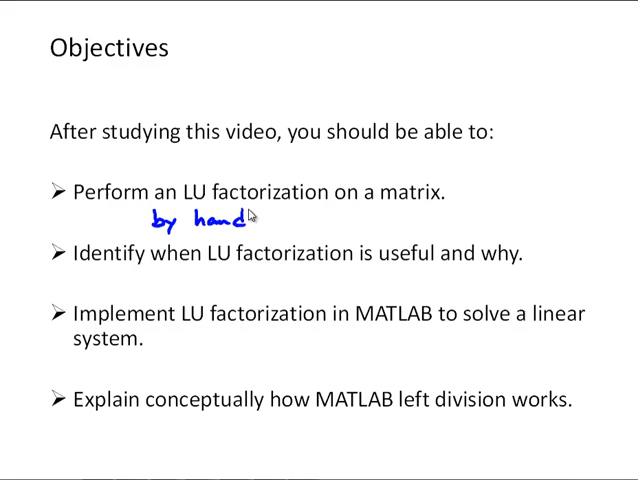 Objectives
After studying this video, you should be able to:
➢ Perform an LU factorization on a matrix.
by hand
➢ Identify when LU factorization is useful and why.
➢ Implement LU factorization in MATLAB to solve a linear
system.
➢ Explain conceptually how MATLAB left division works.